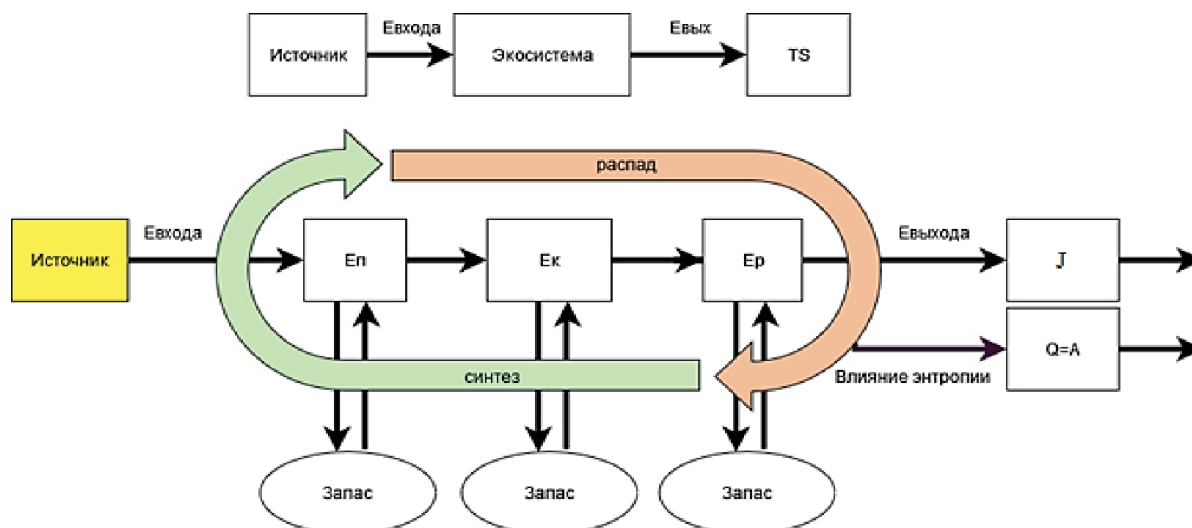 Евхода
Евых
Источник
Экосистема
TS
распад
Евхода
Евыхода
Источник
Еп
Ек
Ер
J
Q=A
синтез
Влияние энтропии
Запас
Запас
Запас